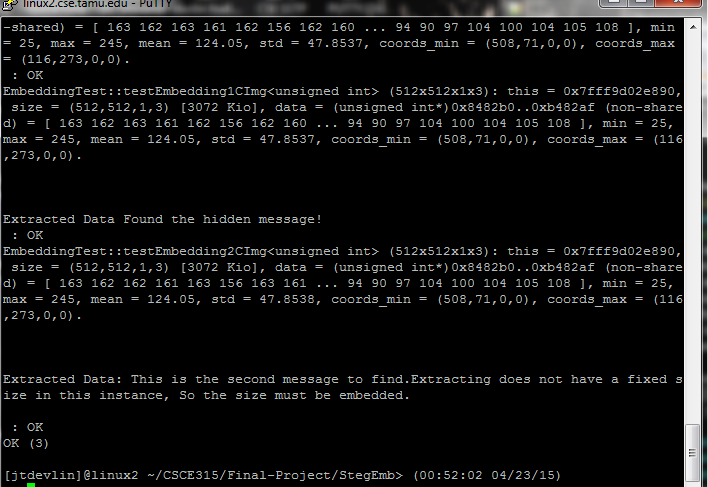 linux2.cse.tamu.edu - PuTTY
-shared) = [ 163 162 163 161 162 156 162 160 ... 94 90 97 104 100 104 105 108 ], min
= 25, max = 245, mean = 124.05, std = 47.8537, coords_min = (508,71,0,0), coords_max
= (116,273,0,0).
 : OK
EmbeddingTest::testEmbedding1CImg<unsigned int> (512x512x1x3): this = 0x7fff9d02e890,
 size = (512,512,1,3) [3072 Kio], data = (unsigned int*)0x8482b0..0xb482af (non-share
d) = [ 163 162 163 161 162 156 162 160 ... 94 90 97 104 100 104 105 108 ], min = 25,
max = 245, mean = 124.05, std = 47.8537, coords_min = (508,71,0,0), coords_max = (116
,273,0,0).
Extracted Data Found the hidden message!
 : OK
EmbeddingTest::testEmbedding2CImg<unsigned int> (512x512x1x3): this = 0x7fff9d02e890,
 size = (512,512,1,3) [3072 Kio], data = (unsigned int*)0x8482b0..0xb482af (non-share
d) = [ 163 162 162 161 163 156 163 161 ... 94 90 97 104 100 104 105 108 ], min = 25,
max = 245, mean = 124.05, std = 47.8538, coords_min = (508,71,0,0), coords_max = (116
,273,0,0).
Extracted Data: This is the second message to find.Extracting does not have a fixed s
ize in this instance, So the size must be embedded.
 : OK
OK (3)
[jtdevlin]@linux2 ~/CSCE315/Final-Project/StegEmb> (00:52:02 04/23/15)